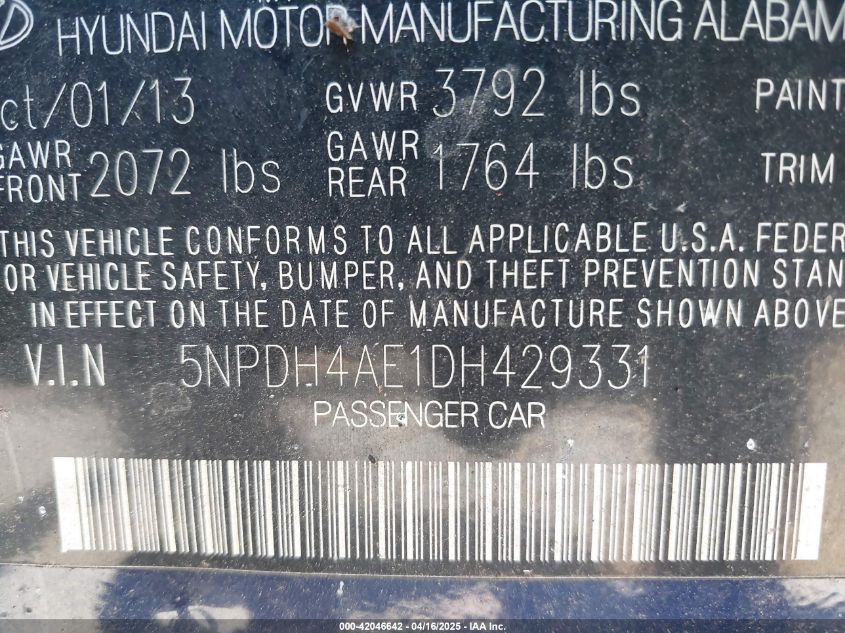 HYUNDAI MOTOR MANUFACTURING ALABAM
ct/01/13 GVWR 3792 lbs PAINT
GAWR FRONT 2072 lbs GAWR REAR 1764 lbs TRIM
THIS VEHICLE CONFORMS TO ALL APPLICABLE U.S.A. FEDER
OR VEHICLE SAFETY, BUMPER, AND THEFT PREVENTION STAN
IN EFFECT ON THE DATE OF MANUFACTURE SHOWN ABOVE
V.I.N 5NPDH4AE1DH429331
PASSENGER CAR
000-42046642 - 04/16/2025 - IAA Inc.